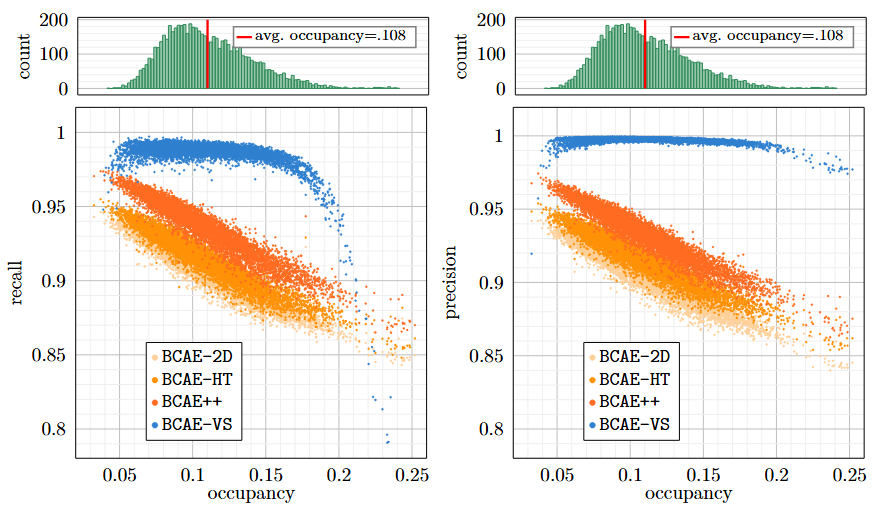 200
100
0
count
avg. occupancy=.108
1
0.95
0.9
0.85
0.8
recall
BCAE-2D
BCAE-HT
BCAE++
BCAE-VS
0.05
0.1
0.15
0.2
0.25
occupancy
200
100
0
count
avg. occupancy=.108
1
0.95
0.9
0.85
0.8
precision
BCAE-2D
BCAE-HT
BCAE++
BCAE-VS
0.05
0.1
0.15
0.2
0.25
occupancy